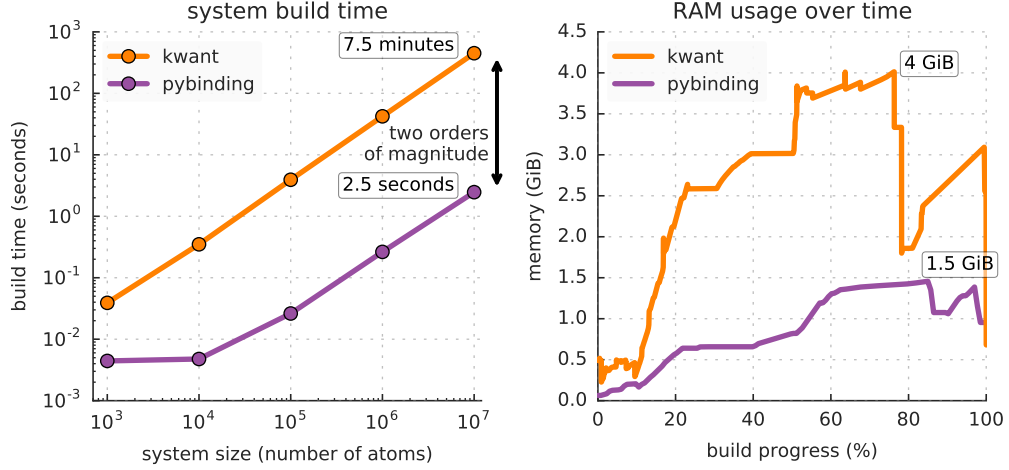 system build time
10³
10²
10¹
10⁰
10⁻¹
10⁻²
10⁻³
build time (seconds)
kwant
pybinding
7.5 minutes
two orders
of magnitude
2.5 seconds
10³ 10⁴ 10⁵ 10⁶ 10⁷
system size (number of atoms)
RAM usage over time
4.5
4.0
3.5
3.0
2.5
2.0
1.5
1.0
0.5
0.0
memory (GiB)
kwant
pybinding
4 GiB
1.5 GiB
0 20 40 60 80 100
build progress (%)